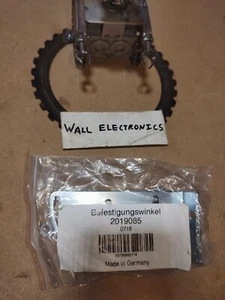 WALL ELECTRONICS
Befestigungswinkel
2019085
0718
Made in Germany